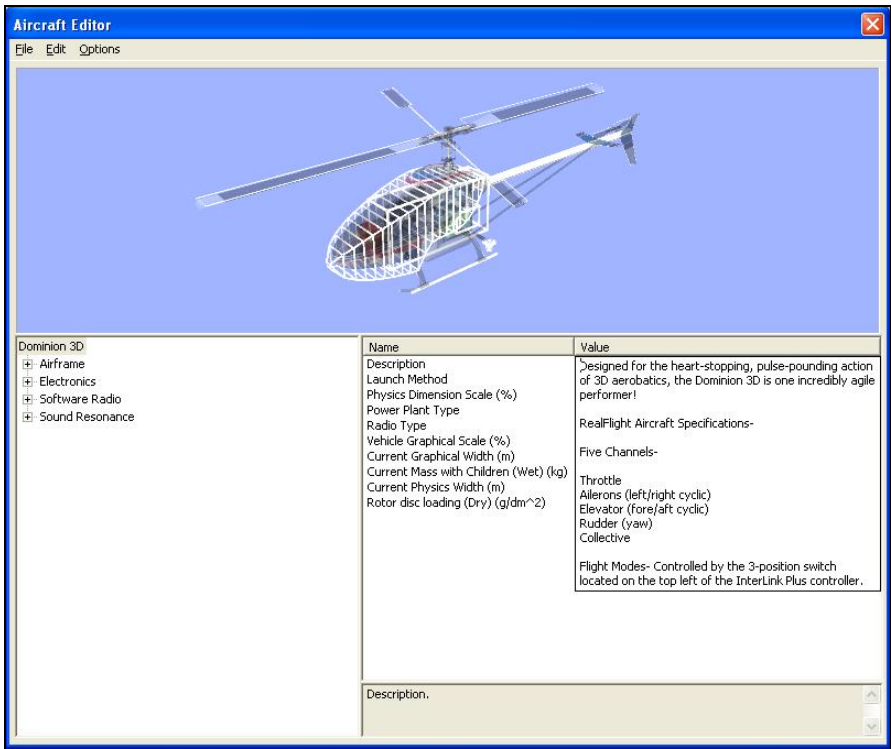 Aircraft Editor
File Edit Options
Dominion 3D
Airframe
Electronics
Software Radio
Sound Resonance
Name Value
Description
Launch Method
Physics Dimension Scale (%)
Power Plant Type
Radio Type
Vehicle Graphical Scale (%)
Current Graphical Width (m)
Current Mass with Children (Wet) (kg)
Current Physics Width (m)
Rotor disc loading (Dry) (g/dm^2)
Designed for the heart-stopping, pulse-pounding action
of 3D aerobatics, the Dominion 3D is one incredibly agile
performer!
RealFlight Aircraft Specifications-
Five Channels-
Throttle
Ailerons (left/right cyclic)
Elevator (fore/aft cyclic)
Rudder (yaw)
Collective
Flight Modes- Controlled by the 3-position switch
located on the top left of the InterLink Plus controller.
Description.